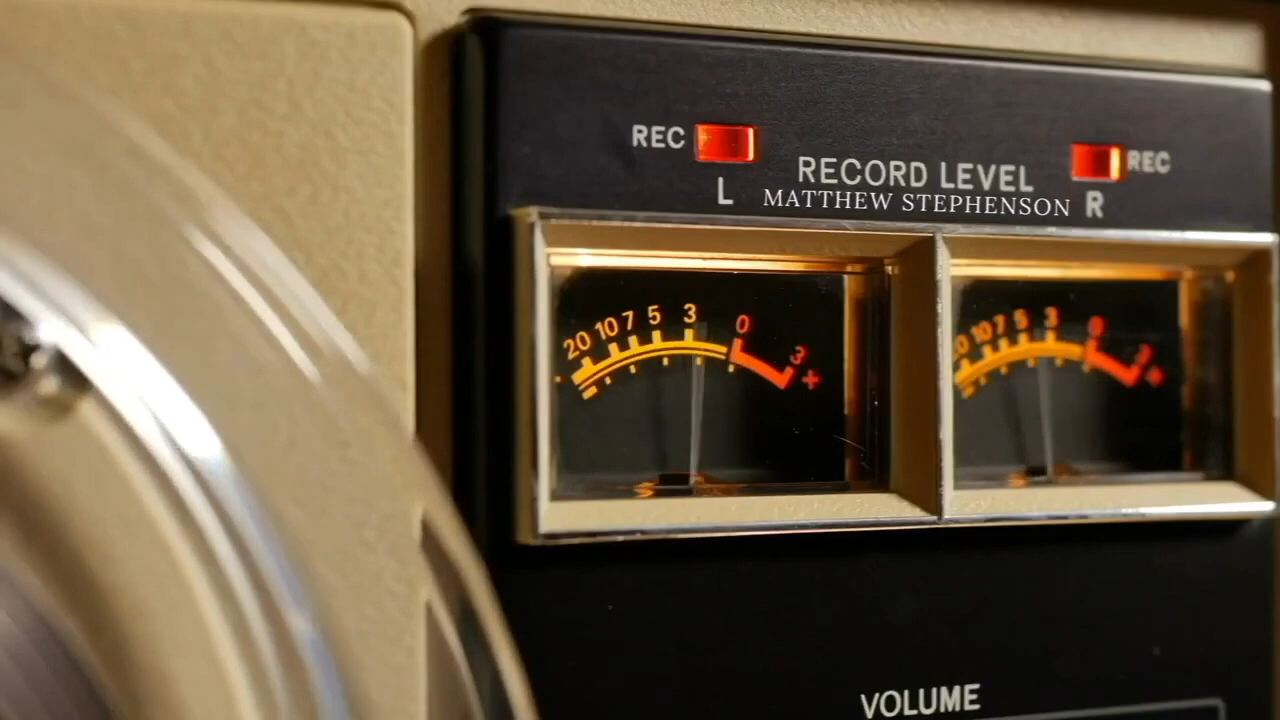 REC
REC
RECORD LEVEL
L
MATTHEW STEPHENSON
R
20 10 7 5 3 0 3 +
10 7 5 3 0 3 +
VOLUME